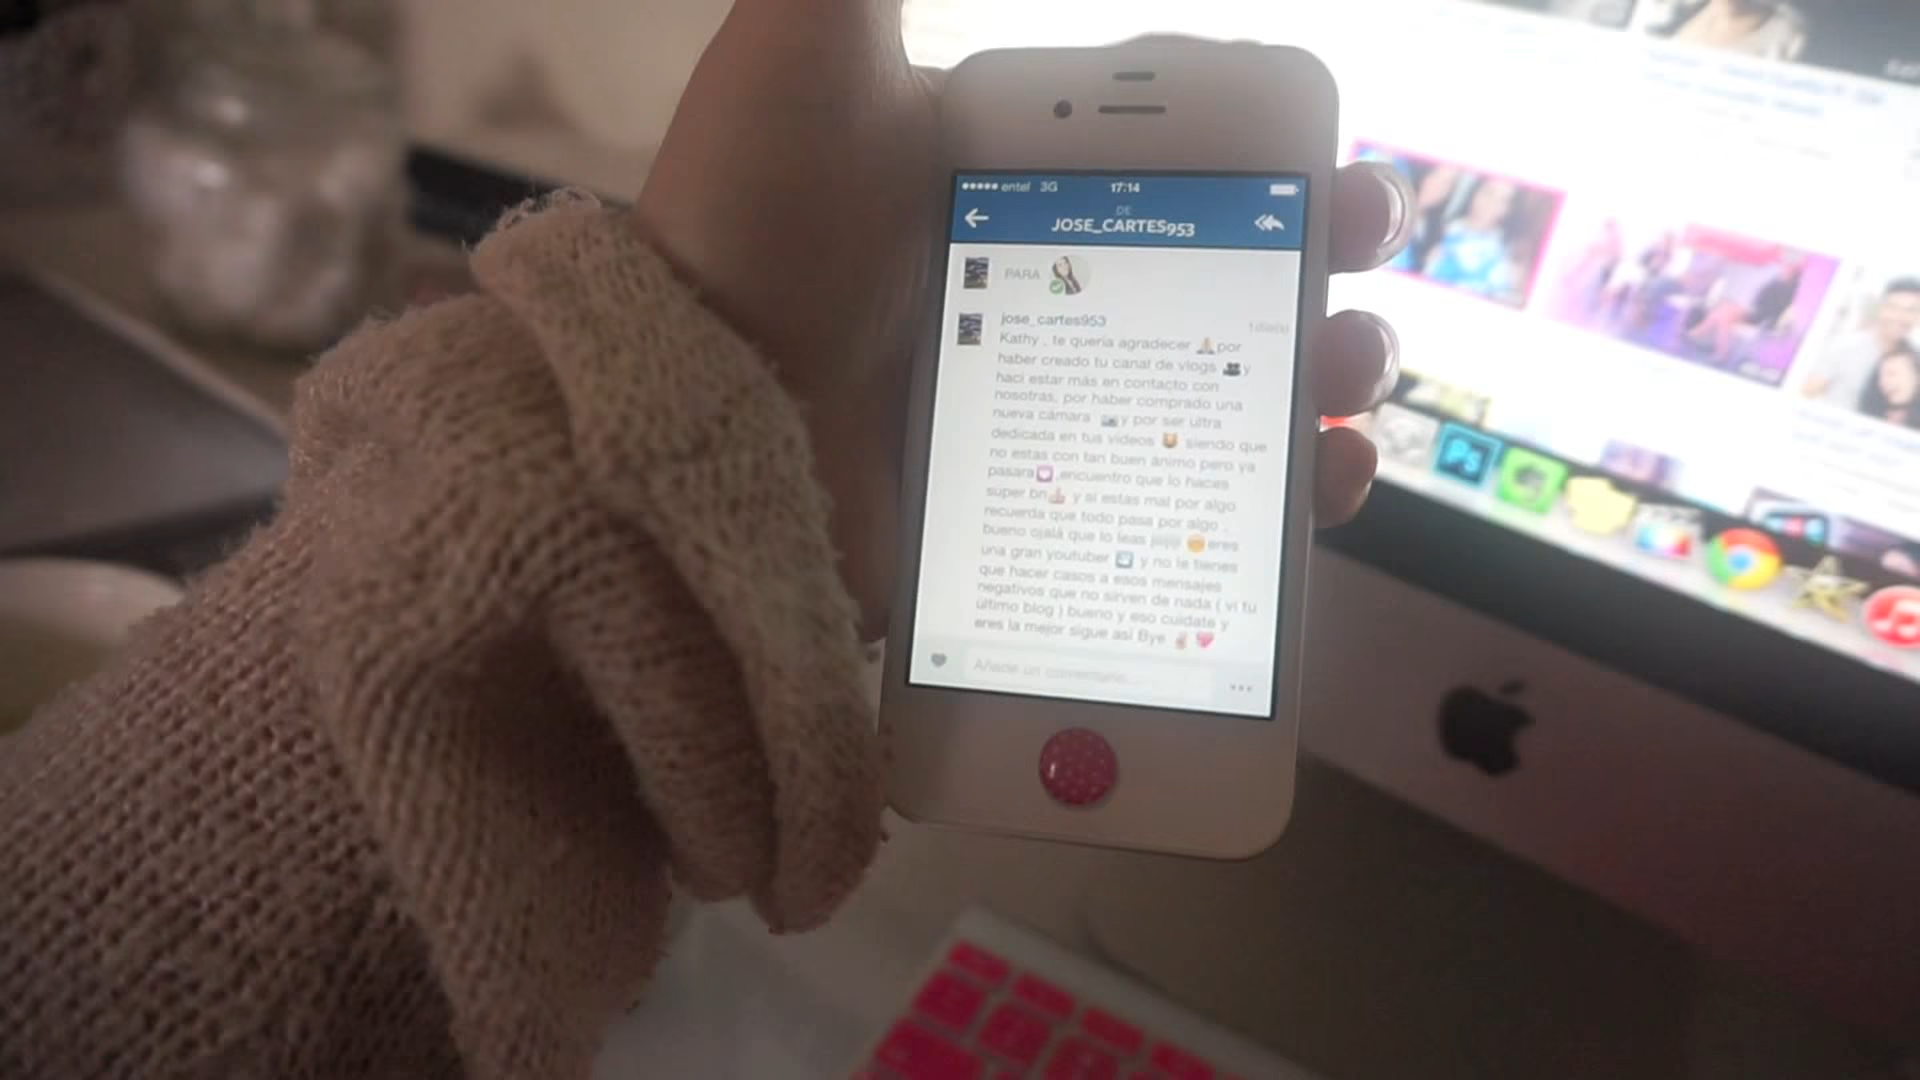 entel 3G 17:14
DE
JOSE_CARTES953
PARA
jose_cartes953
Kathy , te quería agradecer 🙏 por
haber creado tu canal de vlogs 🎥 y
haci estar más en contacto con
nosotras, por haber comprado una
nueva cámara 📷 y por ser ultra
dedicada en tus videos 😺 siendo que
no estas con tan buen ánimo pero ya
pasara 💟 ,encuentro que lo haces
super bn 👍 y si estas mal por algo
recuerda que todo pasa por algo ,
bueno ojalá que lo leas 😊 eres
una gran youtuber ➡️ y no le tienes
que hacer casos a esos mensajes
negativos que no sirven de nada ( vi tu
último blog ) bueno y eso cuidate y
eres la mejor sigue asi Bye ✌️ 💗
Añade un comentario...
Ps